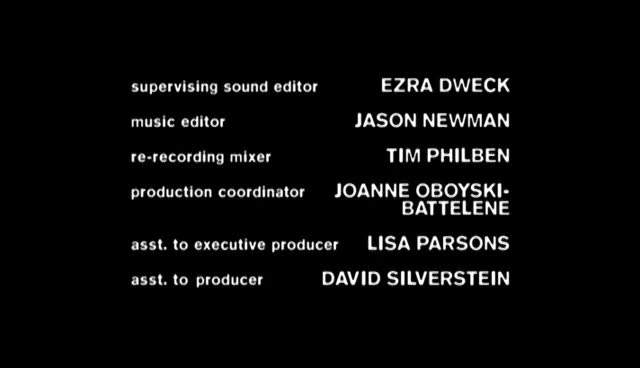 supervising sound editor EZRA DWECK
music editor JASON NEWMAN
re-recording mixer TIM PHILBEN
production coordinator JOANNE OBOYSKI-
BATTELENE
asst. to executive producer LISA PARSONS
asst. to producer DAVID SILVERSTEIN